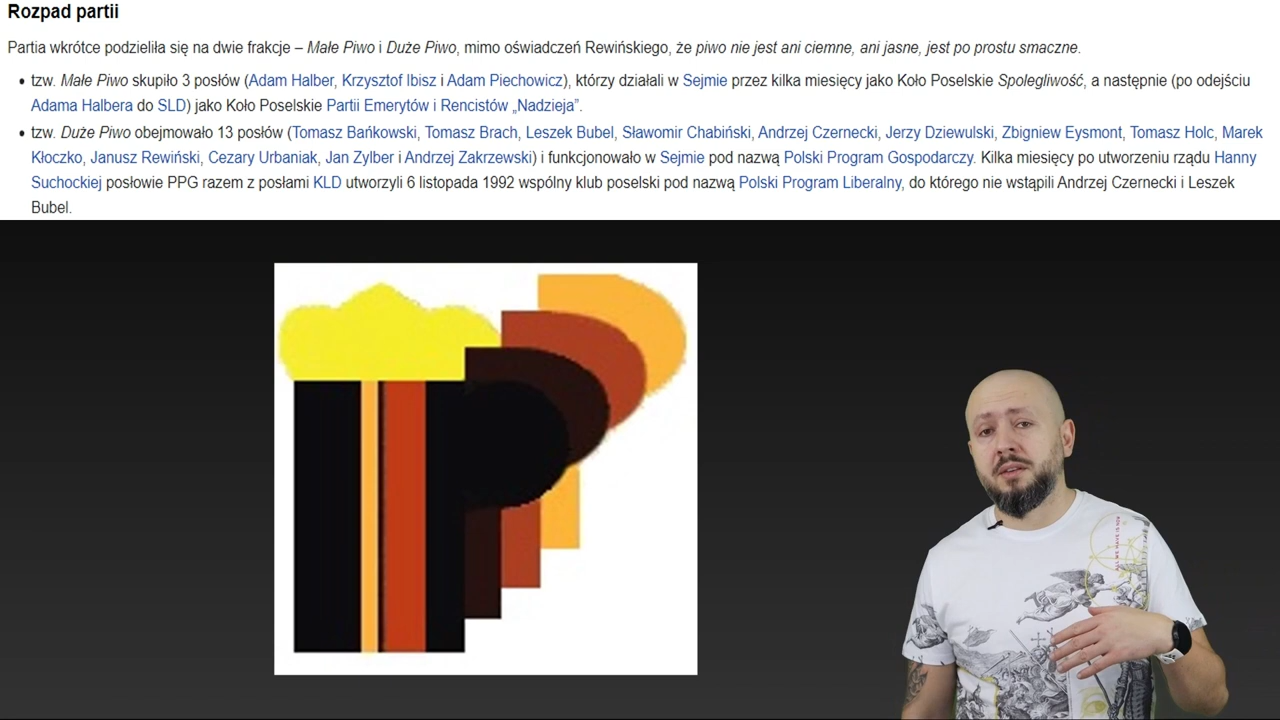 Rozpad partii
Partia wkrótce podzieliła się na dwie frakcje – Małe Piwo i Duże Piwo, mimo oświadczeń Rewińskiego, że piwo nie jest ani ciemne, ani jasne, jest po prostu smaczne.
• tzw. Małe Piwo skupiło 3 posłów (Adam Halber, Krzysztof Ibisz i Adam Piechowicz), którzy działali w Sejmie przez kilka miesięcy jako Koło Poselskie Spolegliwość, a następnie (po odejściu
Adama Halbera do SLD) jako Koło Poselskie Partii Emerytów i Rencistów „Nadzieja”.
• tzw. Duże Piwo obejmowało 13 posłów (Tomasz Bańkowski, Tomasz Brach, Leszek Bubel, Sławomir Chabiński, Andrzej Czernecki, Jerzy Dziewulski, Zbigniew Eysmont, Tomasz Holc, Marek
Kłoczko, Janusz Rewiński, Cezary Urbaniak, Jan Zylber i Andrzej Zakrzewski) i funkcjonowało w Sejmie pod nazwą Polski Program Gospodarczy. Kilka miesięcy po utworzeniu rządu Hanny
Suchockiej posłowie PPG razem z posłami KLD utworzyli 6 listopada 1992 wspólny klub poselski pod nazwą Polski Program Liberalny, do którego nie wstąpili Andrzej Czernecki i Leszek
Bubel.